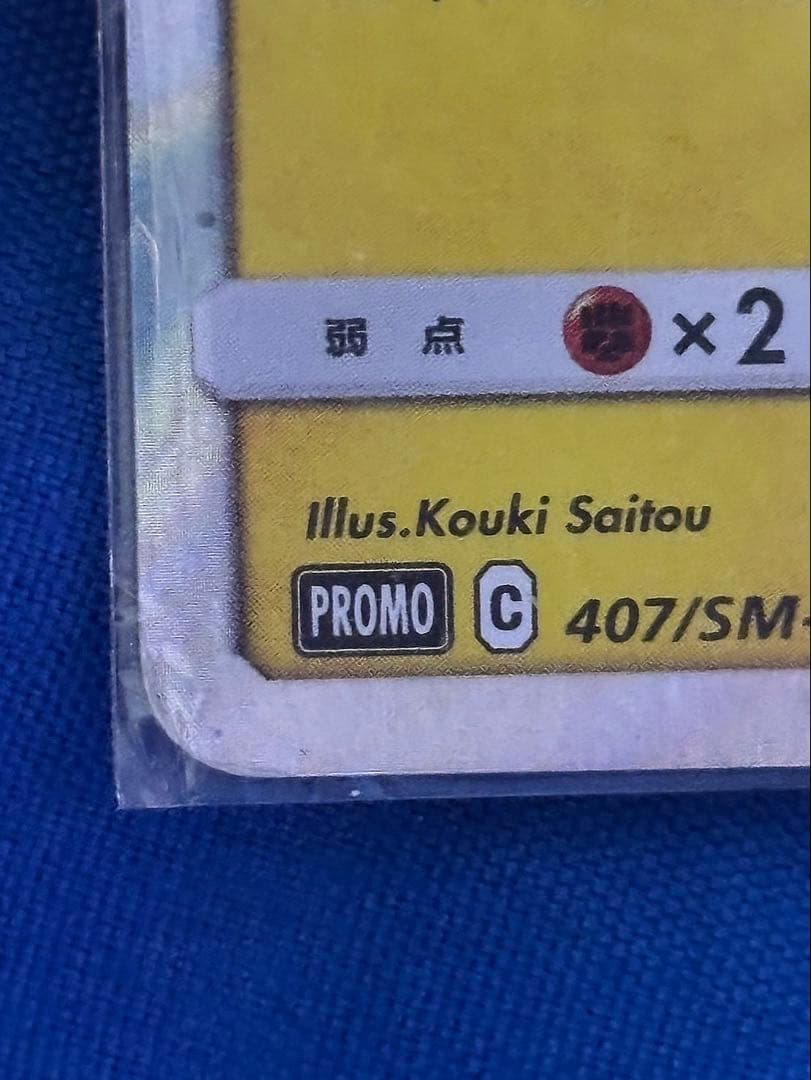 弱 点 ×2
Illus.Kouki Saitou
PROMO C 407/SM-